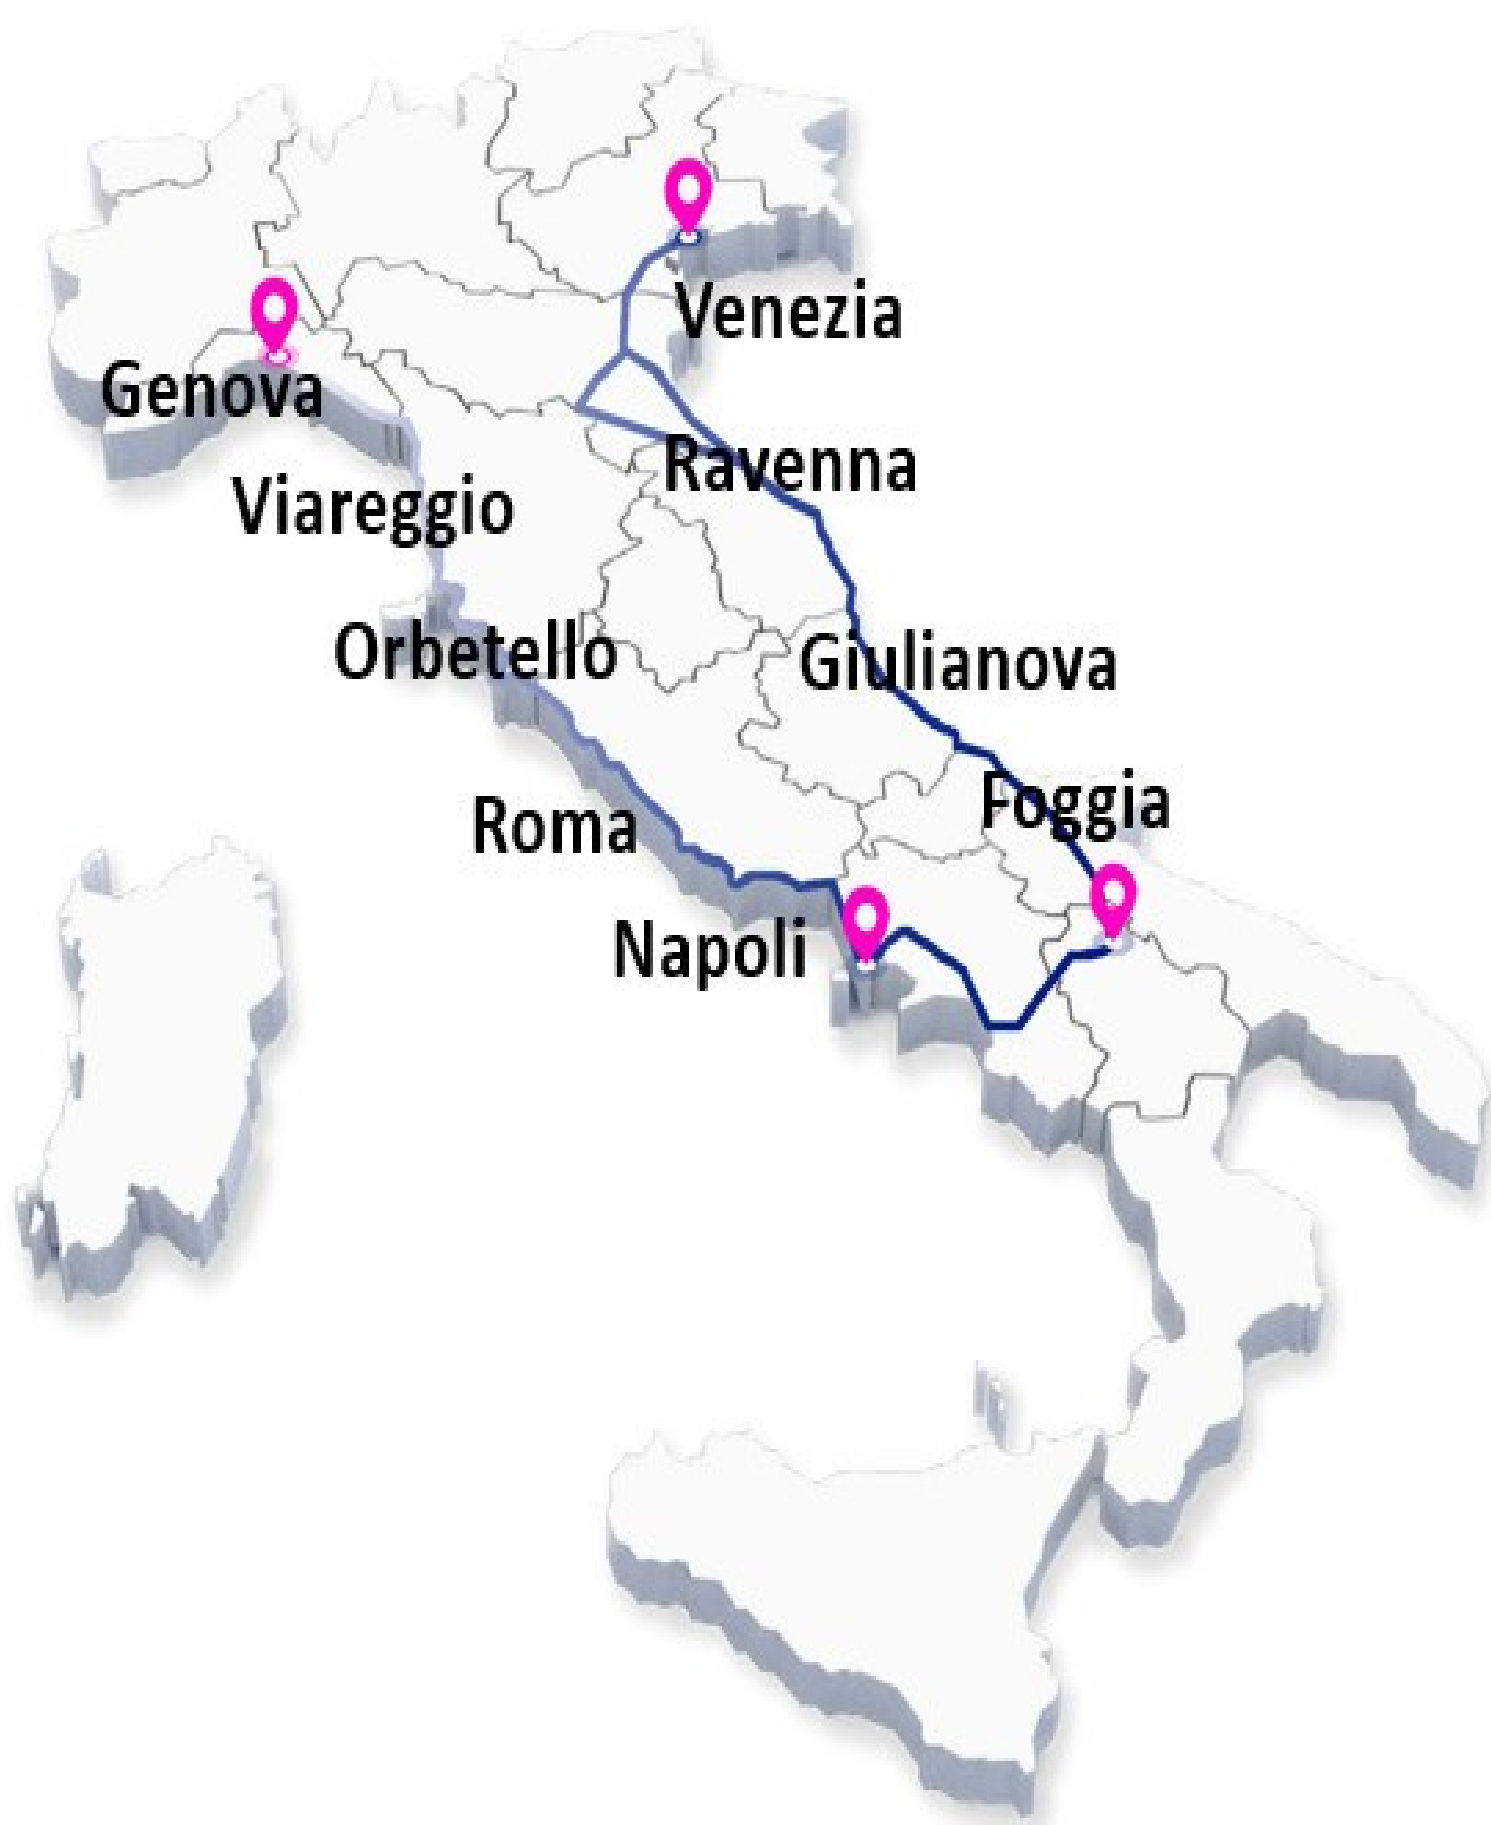 Venezia
Genova
Ravenna
Viareggio
Orbetello
Giulianova
Foggia
Roma
Napoli